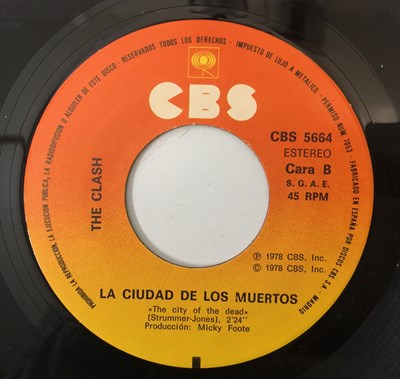 PROHIBIDA LA REPRODUCCION, LA EJECUCION PUBLICA, LA RADIODIFUSION O ALQUILER DE ESTE DISCO - RESERVADOS TODOS LOS DERECHOS - IMPUESTO DE LUJO A METALICO - PERMISO NUM. 1053 - FABRICADO EN ESPAÑA POR DISCOS CBS S.A. - MADRID
CBS
CBS 5664
ESTEREO
Cara B
S. G. A. E.
45 RPM
THE CLASH
℗ 1978 CBS, Inc.
© 1978 CBS, Inc.
LA CIUDAD DE LOS MUERTOS
«The city of the dead»
(Strummer-Jones), 2'24"
Producción: Micky Foote